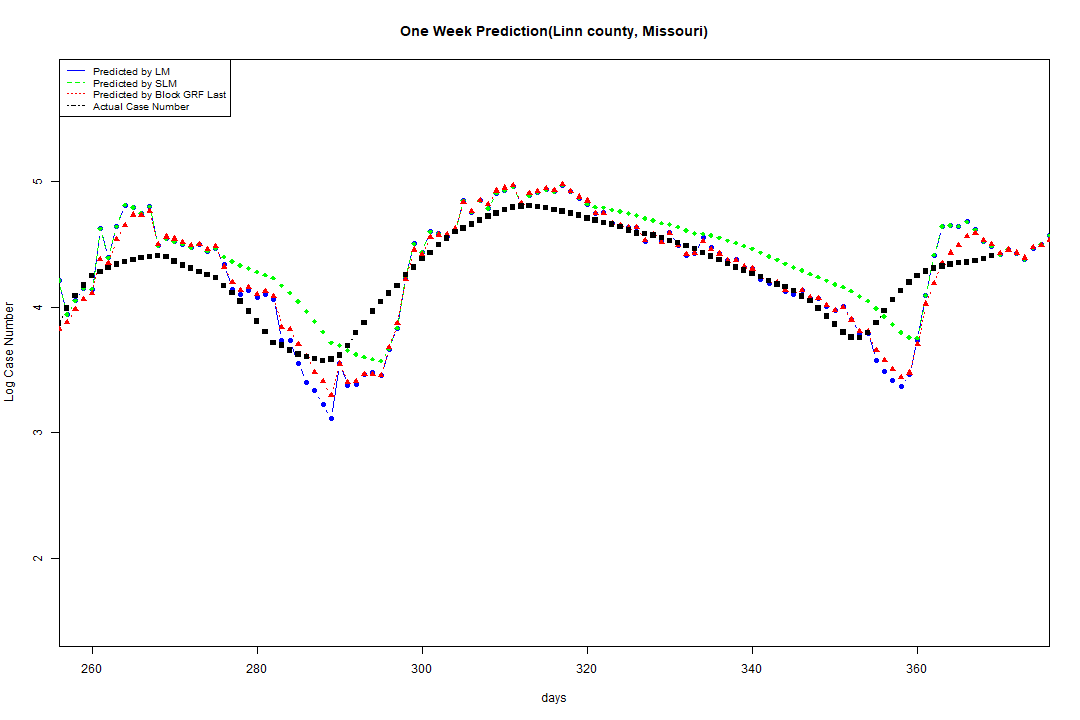 One Week Prediction(Linn county, Missouri)
Predicted by LM
Predicted by SLM
Predicted by Block GRF Last
Actual Case Number
5
4
3
2
Log Case Number
260 280 300 320 340 360
days